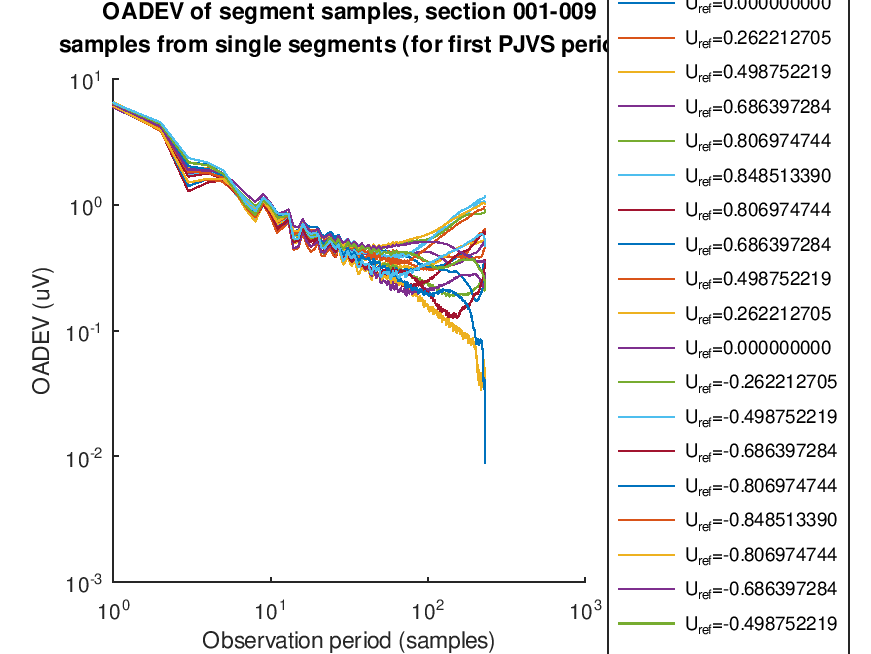 OADEV of segment samples, section 001-009
samples from single segments (for first PJVS perio
10^1
10^0
10^-1
10^-2
10^-3
OADEV (uV)
10^0 10^1 10^2 10^3
Observation period (samples)
U_ref=0.000000000
U_ref=0.262212705
U_ref=0.498752219
U_ref=0.686397284
U_ref=0.806974744
U_ref=0.848513390
U_ref=0.806974744
U_ref=0.686397284
U_ref=0.498752219
U_ref=0.262212705
U_ref=0.000000000
U_ref=-0.262212705
U_ref=-0.498752219
U_ref=-0.686397284
U_ref=-0.806974744
U_ref=-0.848513390
U_ref=-0.806974744
U_ref=-0.686397284
U_ref=-0.498752219